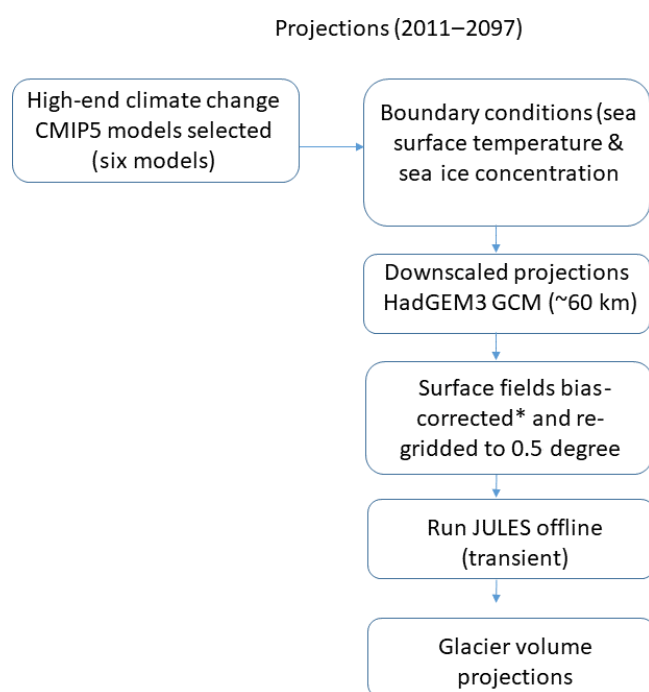 Projections (2011–2097)
High-end climate change
CMIP5 models selected
(six models)
Boundary conditions (sea
surface temperature &
sea ice concentration
Downscaled projections
HadGEM3 GCM (~60 km)
Surface fields bias-
corrected* and re-
gridded to 0.5 degree
Run JULES offline
(transient)
Glacier volume
projections